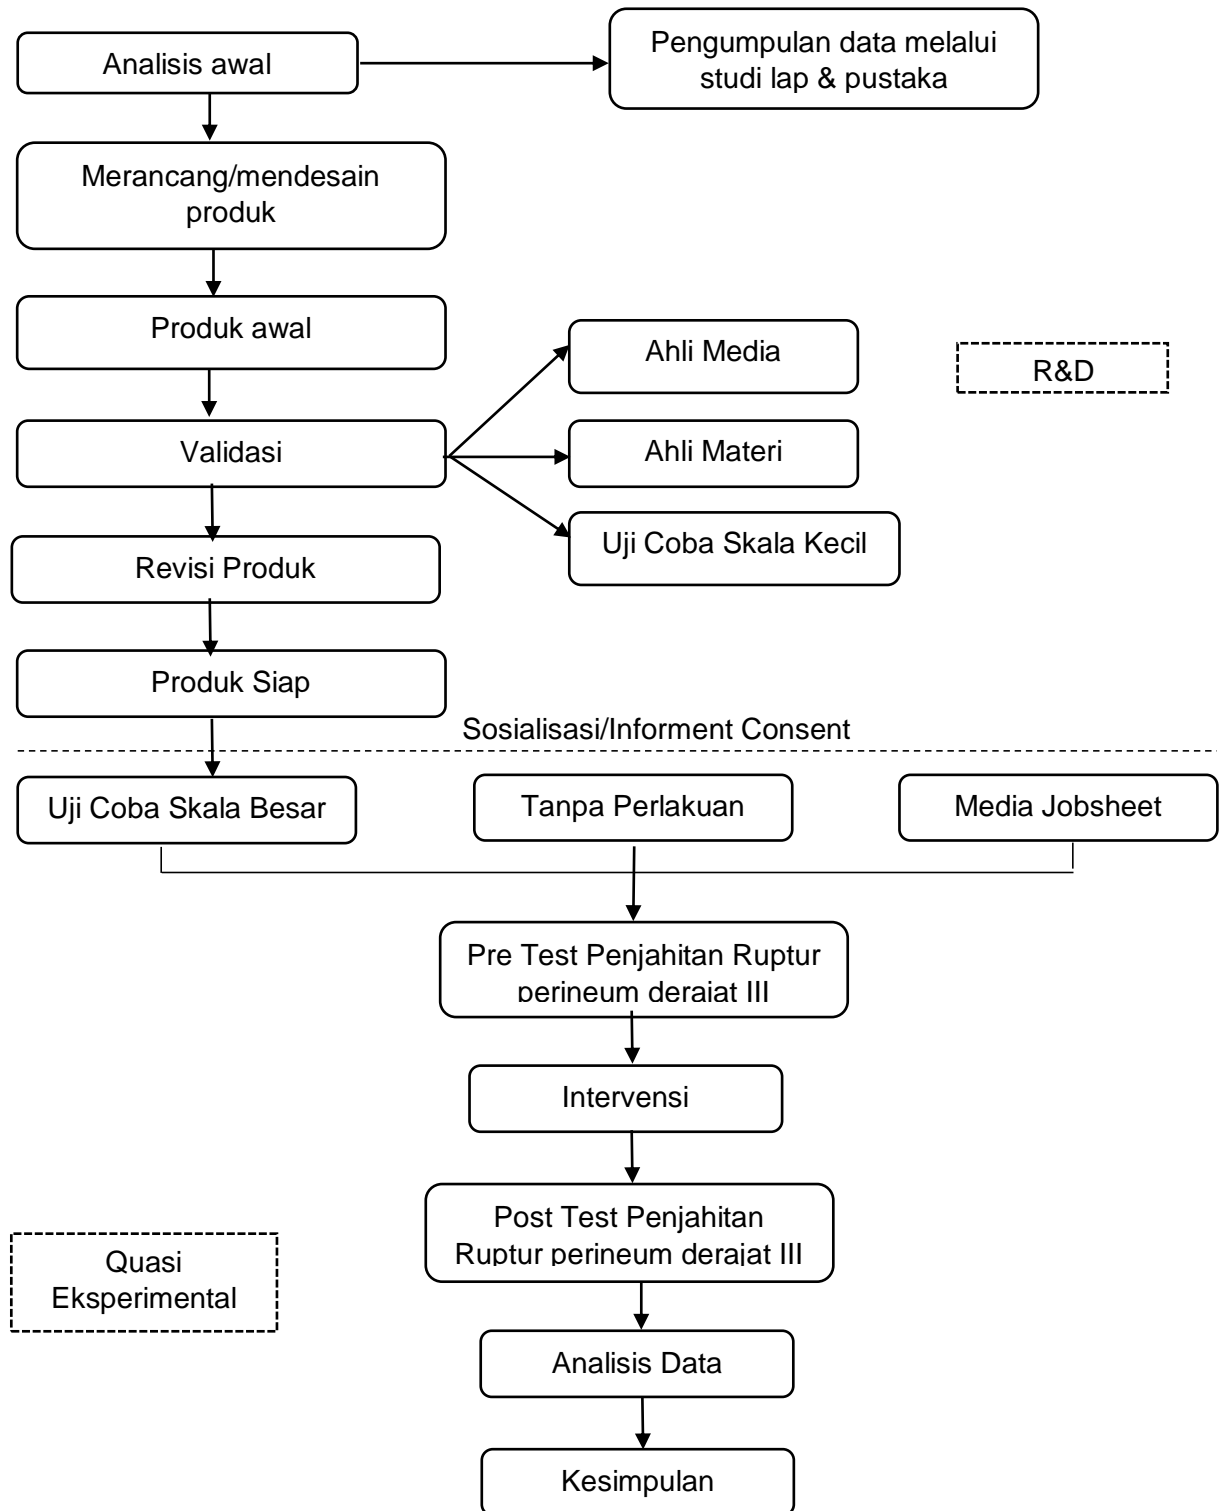 Analisis awal
Pengumpulan data melalui
studi lap & pustaka
Merancang/mendesain
produk
Produk awal
Ahli Media
R&D
Validasi
Ahli Materi
Uji Coba Skala Kecil
Revisi Produk
Produk Siap
Sosialisasi/Informent Consent
Uji Coba Skala Besar
Tanpa Perlakuan
Media Jobsheet
Pre Test Penjahitan Ruptur
perineum derajat III
Intervensi
Post Test Penjahitan
Ruptur perineum derajat III
Quasi
Eksperimental
Analisis Data
Kesimpulan